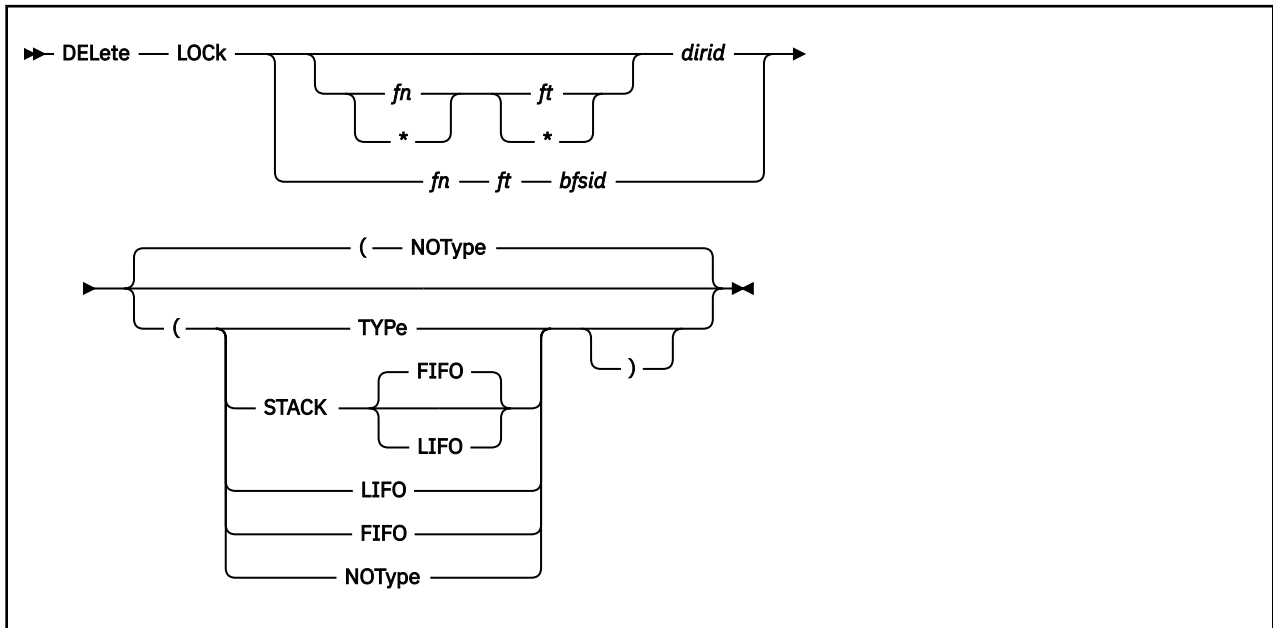 DELete LOCk dirid
fn ft
* *
fn ft bfsid
( NOType
( TYPe
)
FIFO
STACK
LIFO
LIFO
FIFO
NOType